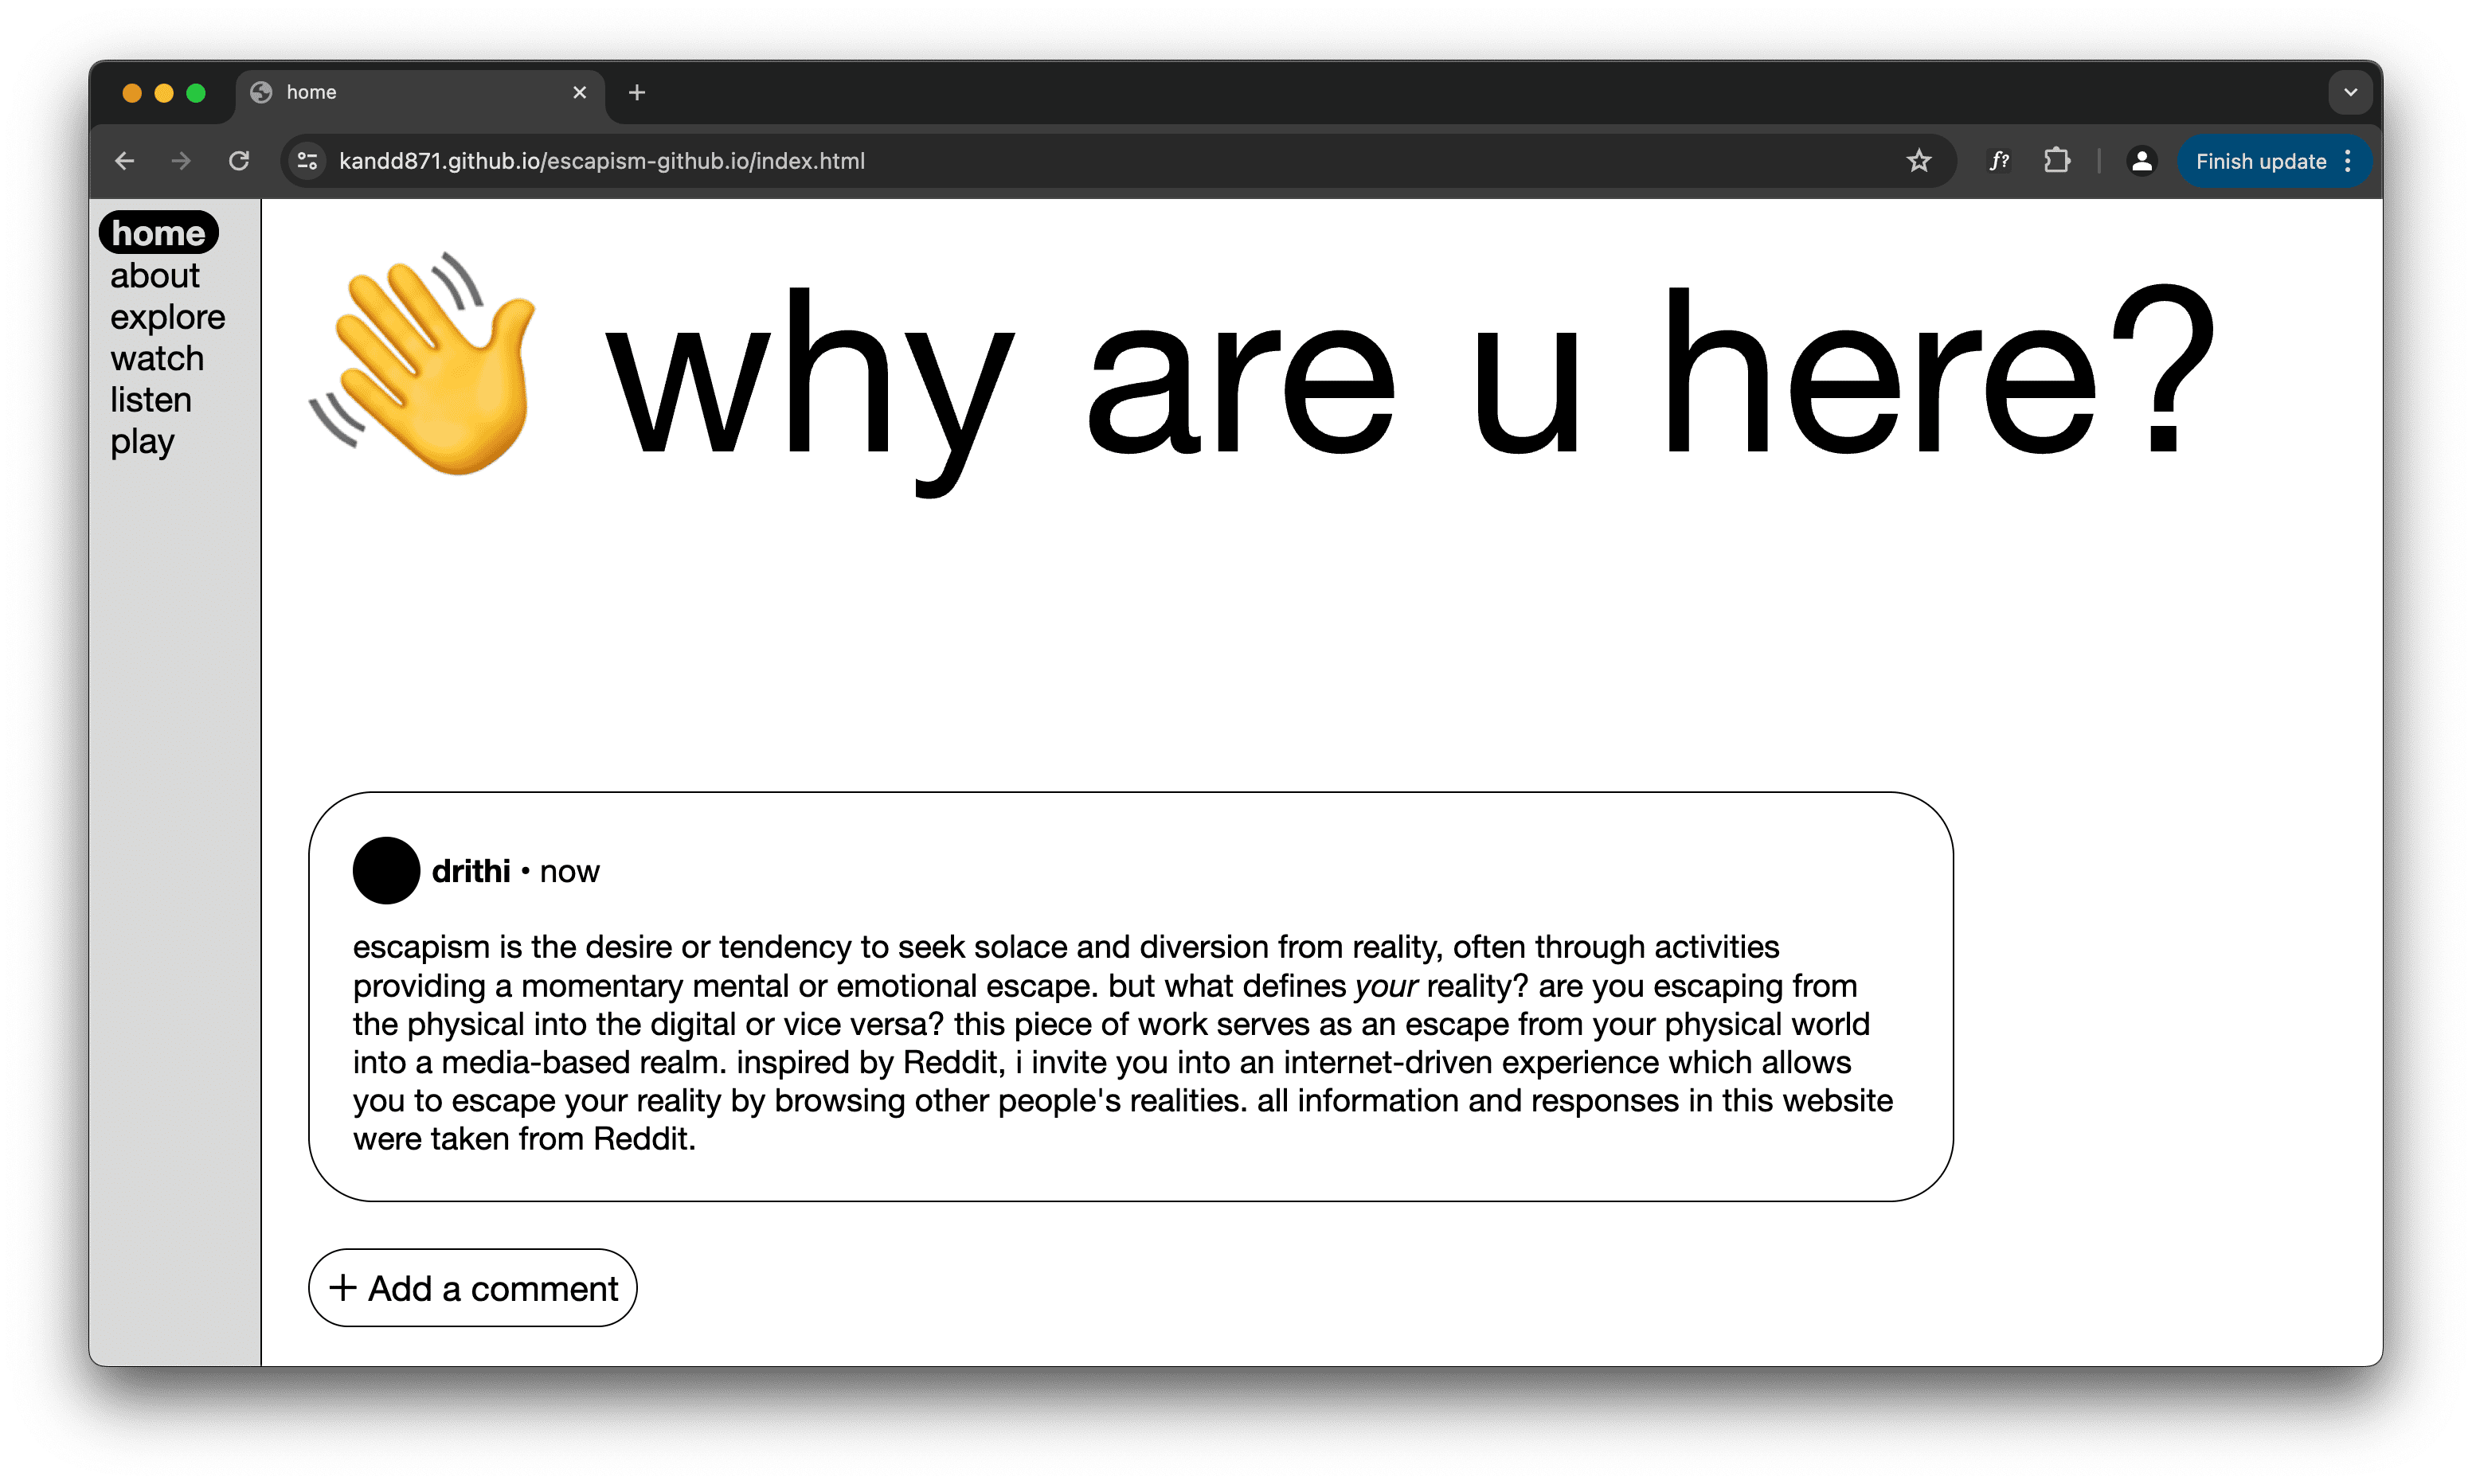 home
kandd871.github.io/escapism-github.io/index.html
Finish update
home
about
explore
watch
listen
play
👋 why are u here?
drithi • now
escapism is the desire or tendency to seek solace and diversion from reality, often through activities
providing a momentary mental or emotional escape. but what defines your reality? are you escaping from
the physical into the digital or vice versa? this piece of work serves as an escape from your physical world
into a media-based realm. inspired by Reddit, i invite you into an internet-driven experience which allows
you to escape your reality by browsing other people's realities. all information and responses in this website
were taken from Reddit.
+ Add a comment